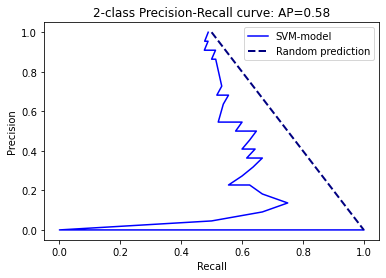 2-class Precision-Recall curve: AP=0.58
SVM-model
Random prediction
Precision
1.0
0.8
0.6
0.4
0.2
0.0
0.0 0.2 0.4 0.6 0.8 1.0
Recall